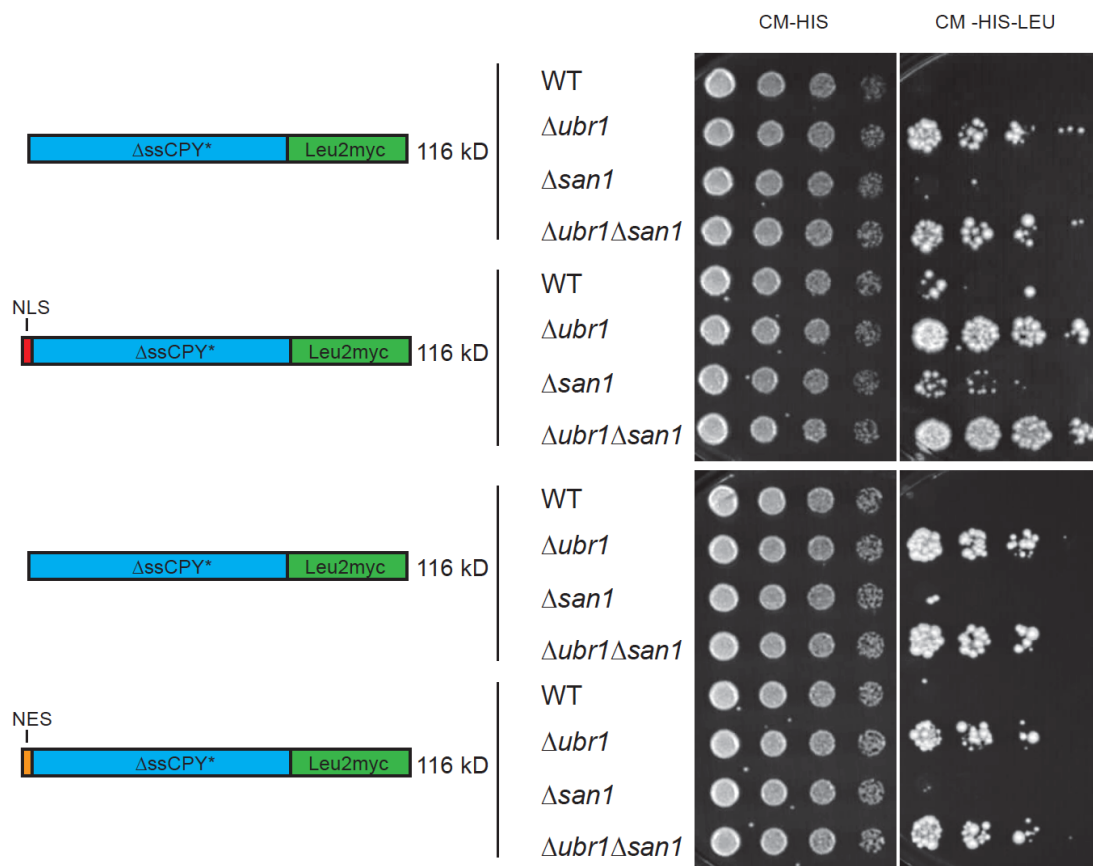 CM-HIS CM -HIS-LEU
WT
Δubr1
ΔssCPY* Leu2myc 116 kD
Δsan1
Δubr1Δsan1
WT
NLS
Δubr1
ΔssCPY* Leu2myc 116 kD
Δsan1
Δubr1Δsan1
WT
Δubr1
ΔssCPY* Leu2myc 116 kD
Δsan1
Δubr1Δsan1
WT
NES
Δubr1
ΔssCPY* Leu2myc 116 kD
Δsan1
Δubr1Δsan1